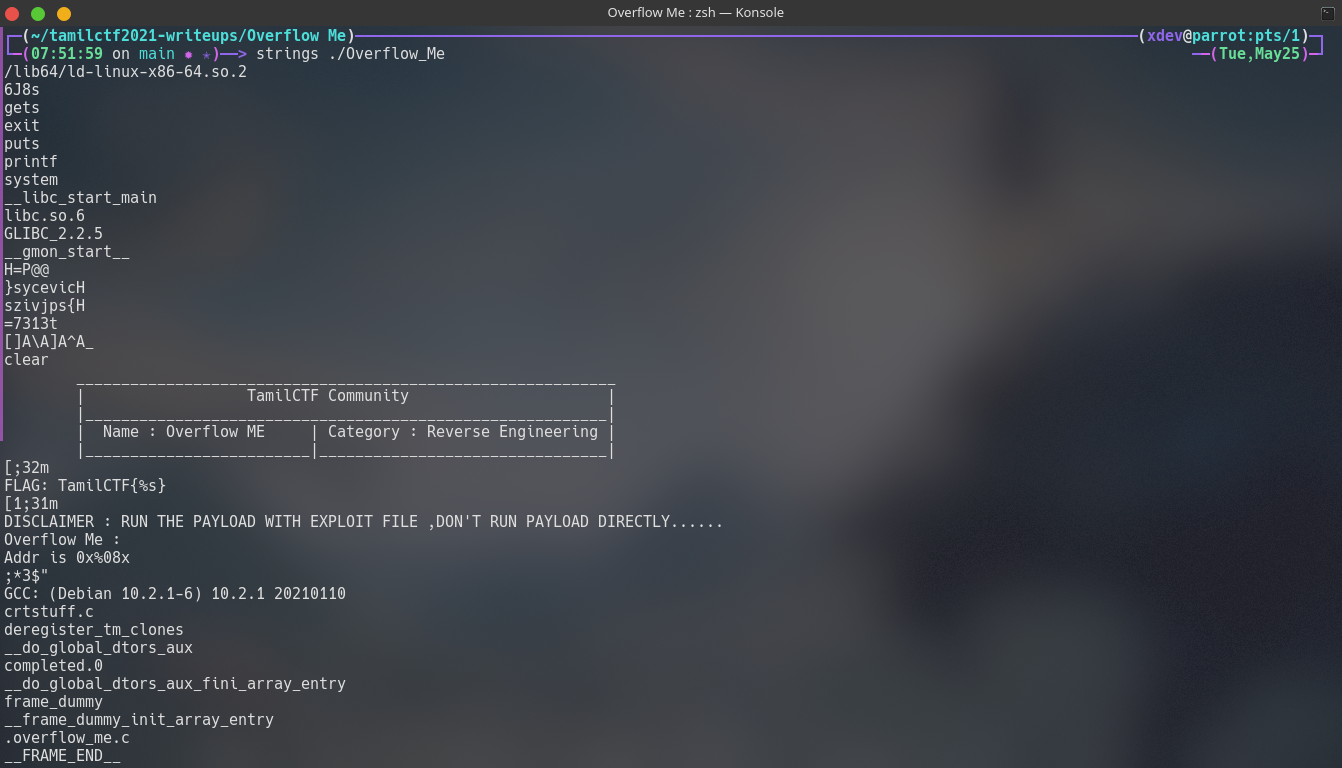 Overflow Me : zsh — Konsole
(~/tamilctf2021-writeups/Overflow Me) (xdev@parrot:pts/1)
(07:51:59 on main ✹ ✭)—> strings ./Overflow_Me (Tue,May25)
/lib64/ld-linux-x86-64.so.2
6J8s
gets
exit
puts
printf
system
__libc_start_main
libc.so.6
GLIBC_2.2.5
__gmon_start__
H=P@@
}sycevicH
szivjps{H
=7313t
[]A\A]A^A_
clear
____________________________________________________________
| TamilCTF Community |
|__________________________________________________________|
| Name : Overflow ME | Category : Reverse Engineering |
|_________________________|________________________________|
[;32m
FLAG: TamilCTF{%s}
[1;31m
DISCLAIMER : RUN THE PAYLOAD WITH EXPLOIT FILE ,DON'T RUN PAYLOAD DIRECTLY......
Overflow Me :
Addr is 0x%08x
;*3$"
GCC: (Debian 10.2.1-6) 10.2.1 20210110
crtstuff.c
deregister_tm_clones
__do_global_dtors_aux
completed.0
__do_global_dtors_aux_fini_array_entry
frame_dummy
__frame_dummy_init_array_entry
.overflow_me.c
__FRAME_END__